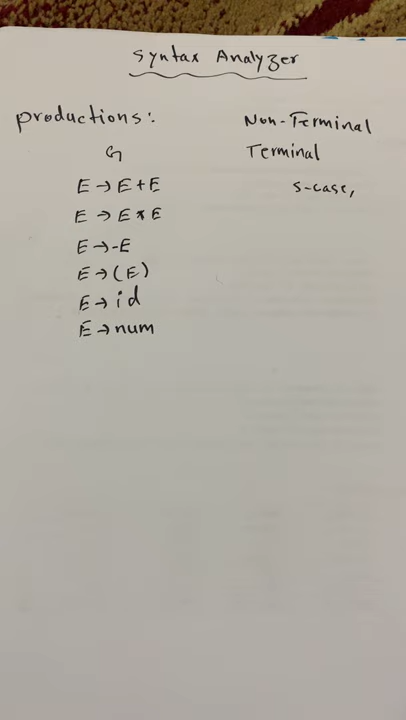 Syntax Analyzer
productions:
G
E → E + E
E → E * E
E → -E
E → (E)
E → id
E → num
Non-Terminal
Terminal
s-case,